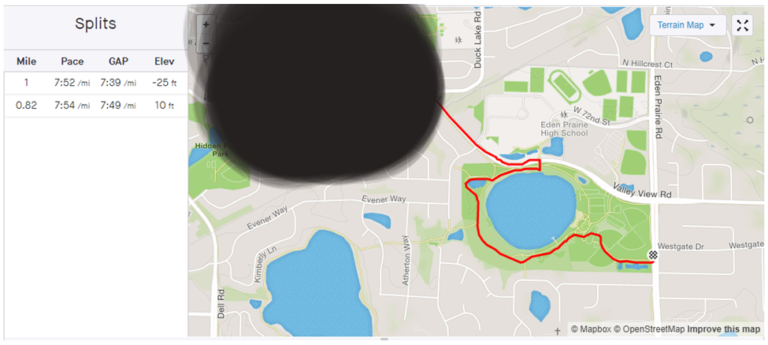 Splits
Mile Pace GAP Elev
1 7:52 /mi 7:39 /mi -25 ft
0.82 7:54 /mi 7:49 /mi 10 ft
+
−
Duck Lake Rd
Terrain Map
N Hillcrest Ct
N H
Eden Prairie Rd
W 72nd St
Eden Prairie
High School
Hidden
Park
Valley View Rd
Evener Way
Evener Way
Kimberly Ln
Atherton Way
Dell Rd.
Westgate Dr
Westgate
© Mapbox © OpenStreetMap Improve this map